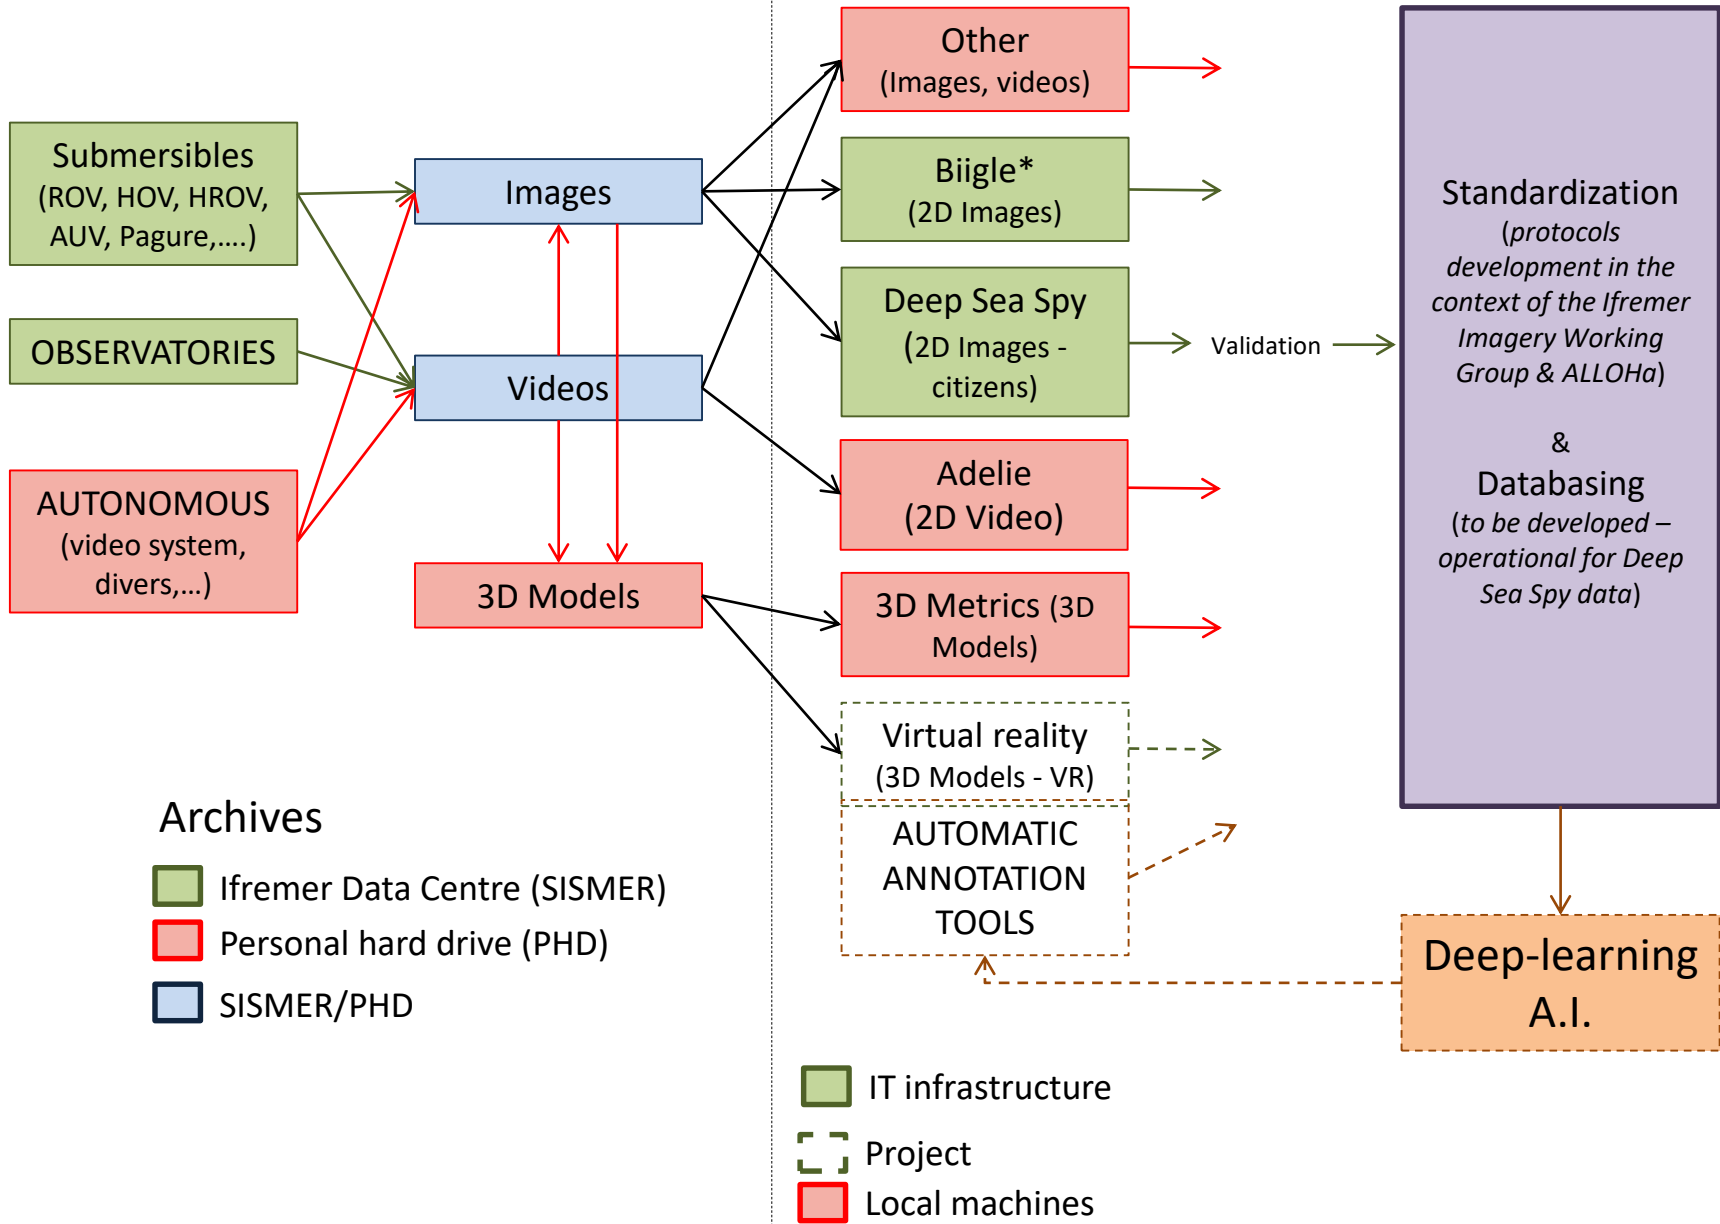 Submersibles
(ROV, HOV, HROV,
AUV, Pagure,....)
OBSERVATORIES
AUTONOMOUS
(video system,
divers,...)
Images
Videos
3D Models
Archives
Ifremer Data Centre (SISMER)
Personal hard drive (PHD)
SISMER/PHD
Other
(Images, videos)
Biigle*
(2D Images)
Deep Sea Spy
(2D Images -
citizens)
Adelie
(2D Video)
3D Metrics (3D
Models)
Virtual reality
(3D Models - VR)
AUTOMATIC
ANNOTATION
TOOLS
IT infrastructure
Project
Local machines
Validation
Standardization
(protocols
development in the
context of the Ifremer
Imagery Working
Group & ALLOHa)
&
Databasing
(to be developed –
operational for Deep
Sea Spy data)
Deep-learning
A.I.